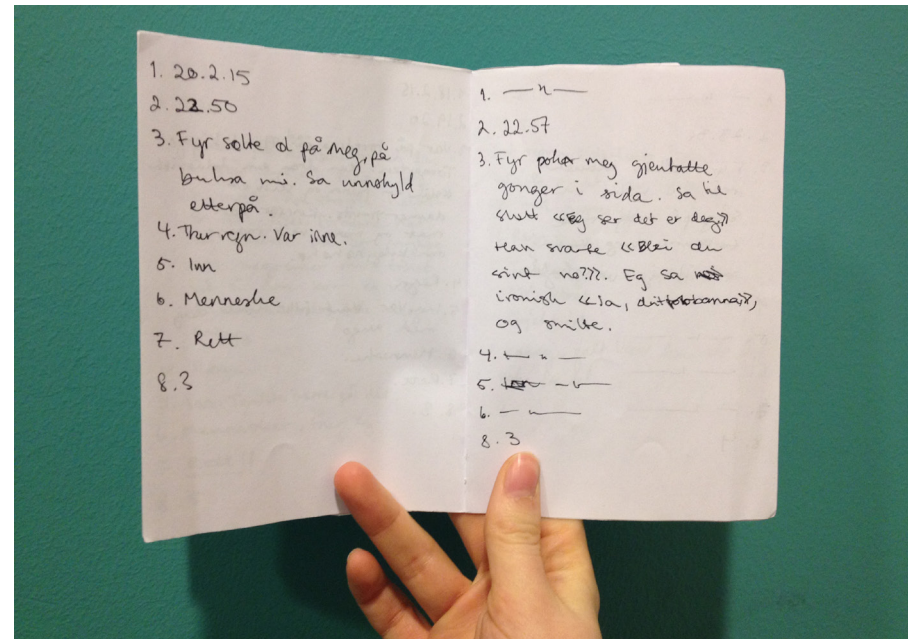 1. 20.2.15
2. 22.50
3. Fyr sølte øl på meg, på
buksa mi. Sa unnskyld
etterpå.
4. Var inne.
5. Inn
6. Menneske
7. Rett
8. 3
1. — " —
2. 22.57
3. Fyr poka meg gjentatte
gonger i sida. Sa til
slutt «Eg ser det er deg»
Han svarte «Blei du
sint no?!?». Eg sa
ironisk «Ja,
og smilte.
4. — " —
5. — " —
6. — " —
8. 3